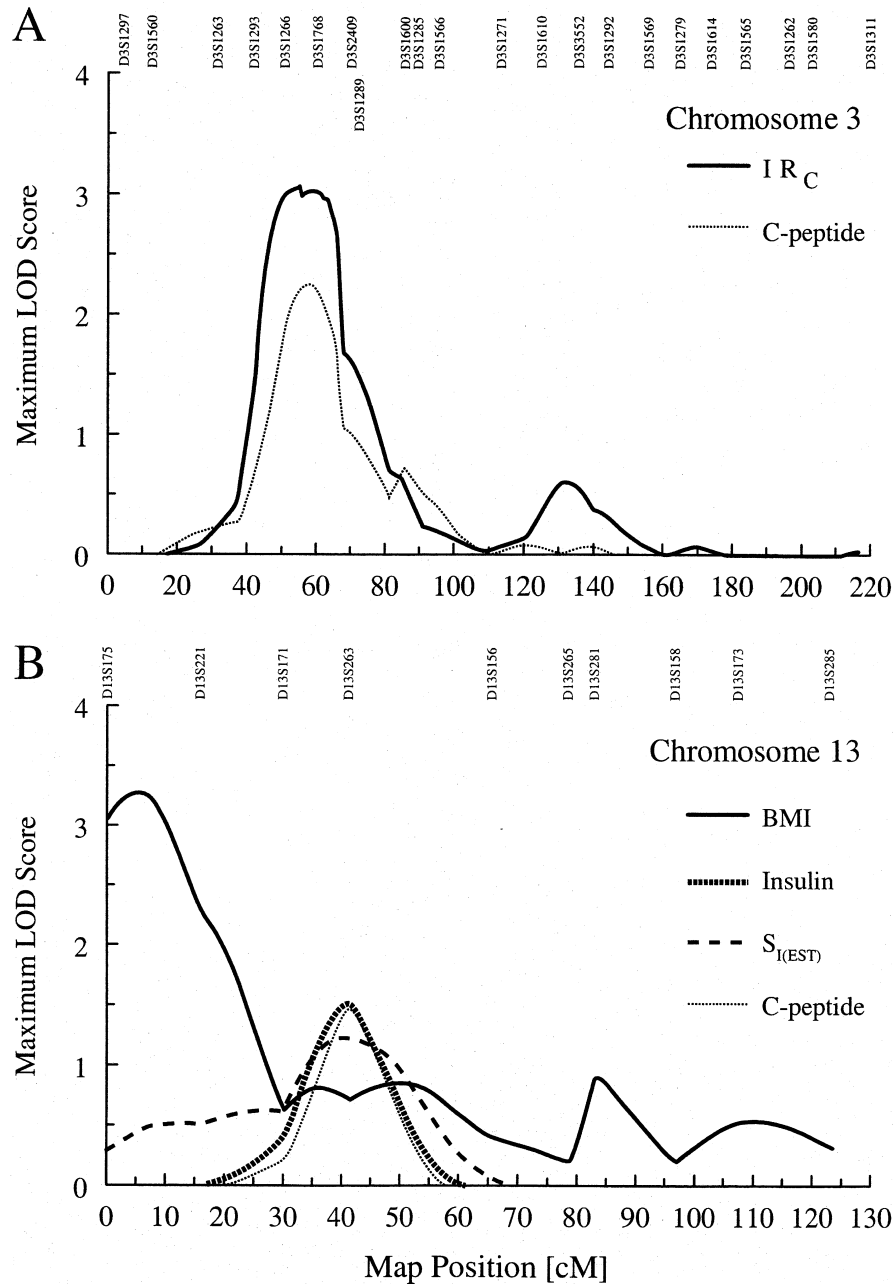 A
D3S1297 D3S1560 D3S1263 D3S1293 D3S1266 D3S1768 D3S2409 D3S1600 D3S1285 D3S1566 D3S1271 D3S1610 D3S3552 D3S1292 D3S1569 D3S1279 D3S1614 D3S1565 D3S1262 D3S1580 D3S1311
D3S1289
Chromosome 3
I R C
C-peptide
Maximum LOD Score
4
3
2
1
0
0 20 40 60 80 100 120 140 160 180 200 220
B
D13S175 D13S221 D13S171 D13S263 D13S156 D13S265 D13S281 D13S158 D13S173 D13S285
Chromosome 13
BMI
Insulin
SI(EST)
C-peptide
Maximum LOD Score
4
3
2
1
0
0 10 20 30 40 50 60 70 80 90 100 110 120 130
Map Position [cM]